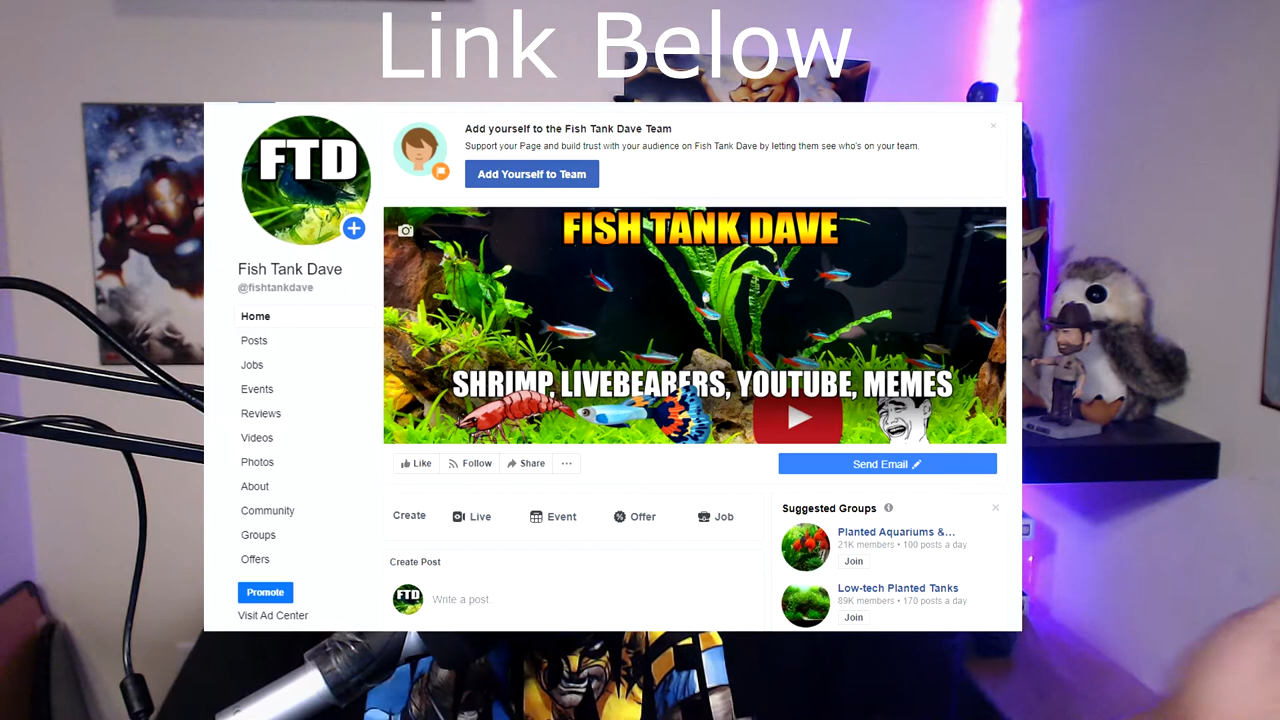 Link Below
FTD
Fish Tank Dave
@fishtankdave
Home
Posts
Jobs
Events
Reviews
Videos
Photos
About
Community
Groups
Offers
Promote
Visit Ad Center
Add yourself to the Fish Tank Dave Team
Support your Page and build trust with your audience on Fish Tank Dave by letting them see who's on your team.
Add Yourself to Team
FISH TANK DAVE
SHRIMP, LIVEBEARERS, YOUTUBE, MEMES
Like
Follow
Share
Send Email
Create
Live
Event
Offer
Job
Create Post
FTD
Write a post.
Suggested Groups
Planted Aquariums &...
21K members • 100 posts a day
Join
Low-tech Planted Tanks
89K members • 170 posts a day
Join